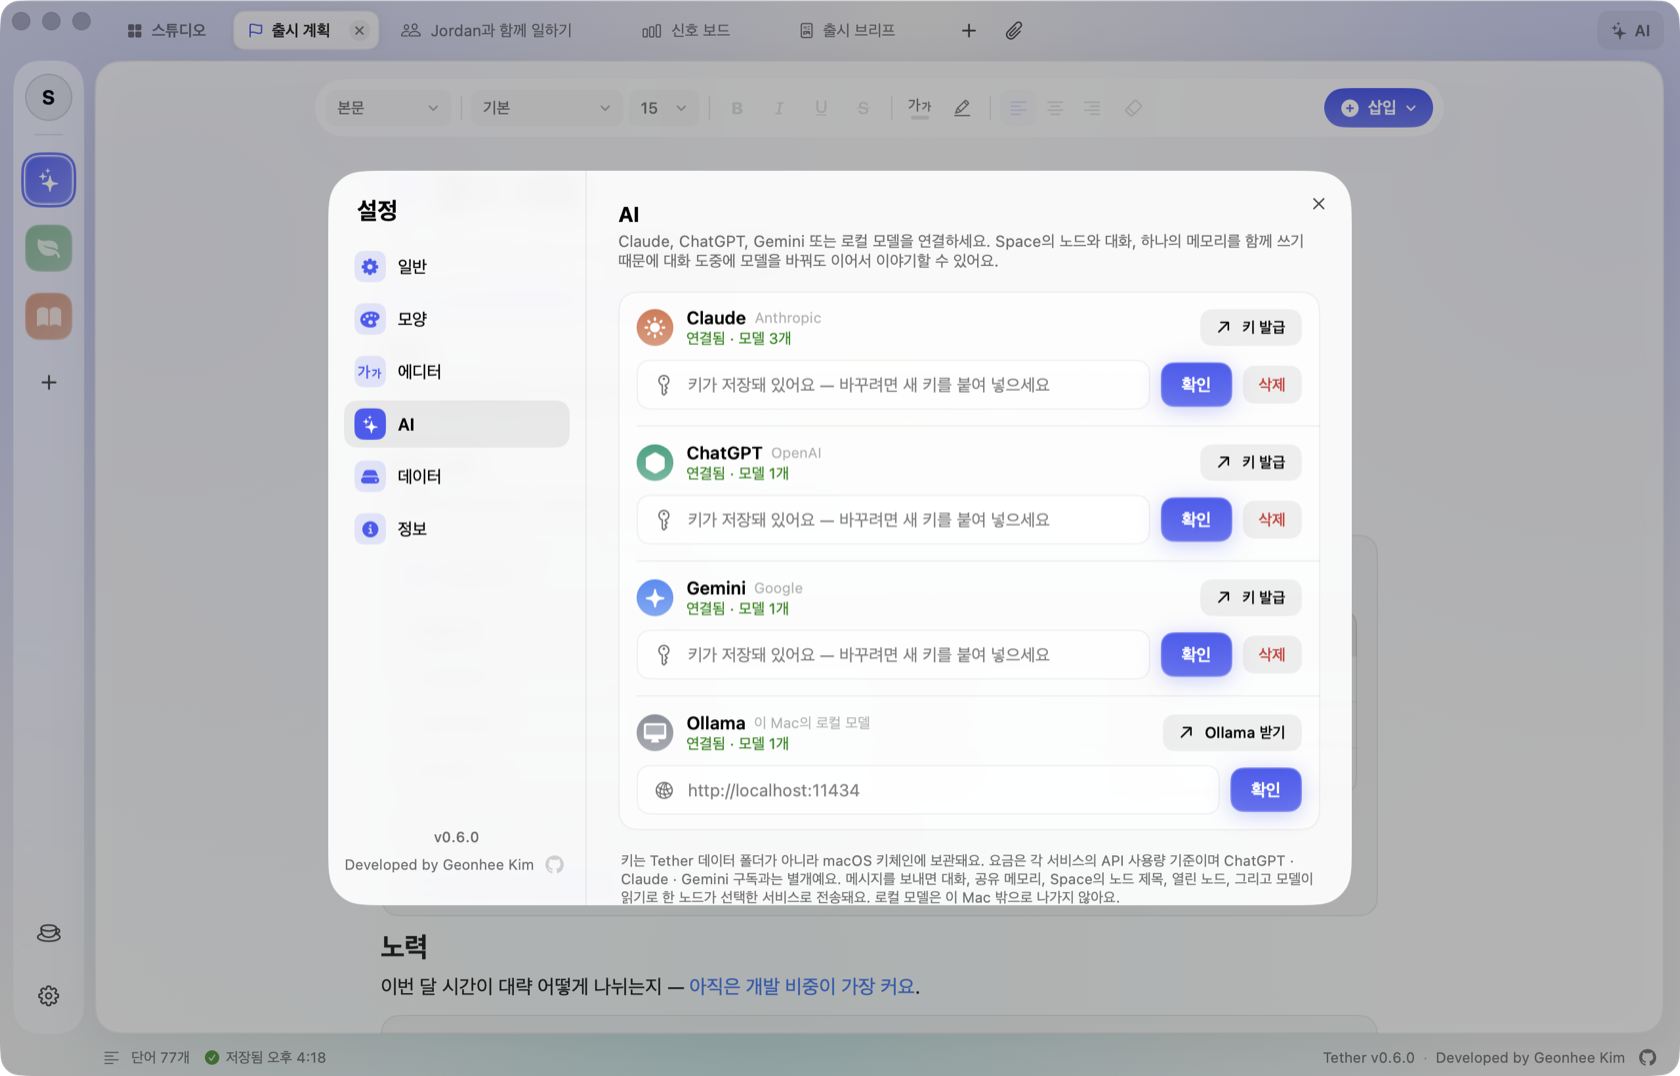 스튜디오
출시 계획
Jordan과 함께 일하기
신호 보드
출시 브리프
AI
S
본문
기본
15
B I U S 가가
삽입
설정
일반
모양
가가 에디터
AI
데이터
정보
v0.6.0
Developed by Geonhee Kim
AI
Claude, ChatGPT, Gemini 또는 로컬 모델을 연결하세요. Space의 노드와 대화, 하나의 메모리를 함께 쓰기
때문에 대화 도중에 모델을 바꿔도 이어서 이야기할 수 있어요.
Claude Anthropic
연결됨 · 모델 3개
키 발급
키가 저장돼 있어요 — 바꾸려면 새 키를 붙여 넣으세요
확인
삭제
ChatGPT OpenAI
연결됨 · 모델 1개
키 발급
키가 저장돼 있어요 — 바꾸려면 새 키를 붙여 넣으세요
확인
삭제
Gemini Google
연결됨 · 모델 1개
키 발급
키가 저장돼 있어요 — 바꾸려면 새 키를 붙여 넣으세요
확인
삭제
Ollama 이 Mac의 로컬 모델
연결됨 · 모델 1개
Ollama 받기
http://localhost:11434
확인
키는 Tether 데이터 폴더가 아니라 macOS 키체인에 보관돼요. 요금은 각 서비스의 API 사용량 기준이며 ChatGPT ·
Claude · Gemini 구독과는 별개예요. 메시지를 보내면 대화, 공유 메모리, Space의 노드 제목, 열린 노드, 그리고 모델이
읽기로 한 노드가 선택한 서비스로 전송돼요. 로컬 모델은 이 Mac 밖으로 나가지 않아요.
노력
이번 달 시간이 대략 어떻게 나뉘는지 — 아직은 개발 비중이 가장 커요.
단어 77개
저장됨 오후 4:18
Tether v0.6.0 · Developed by Geonhee Kim